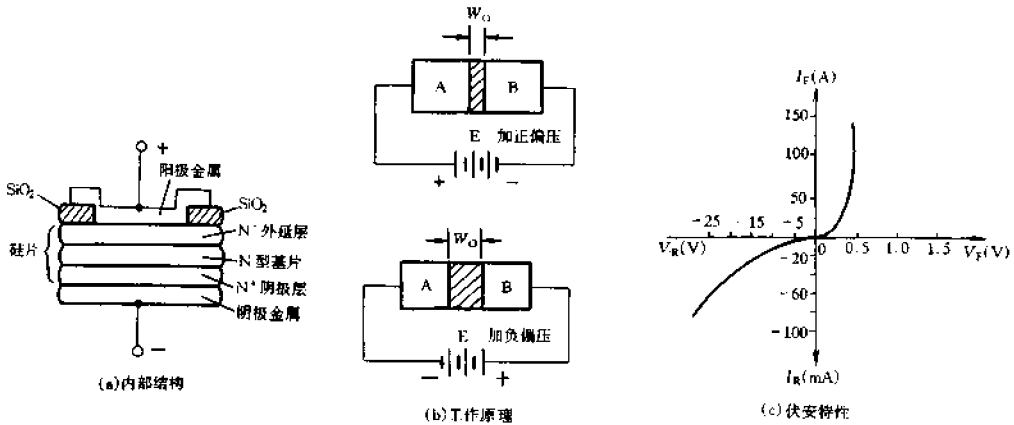 +
阳极金属
SiO₂
SiO₂
硅片
N⁻外延层
N型基片
N⁺阴极层
阴极金属
−
(a)内部结构
W₀
A
B
E 加正偏压
+
−
W₀
A
B
E 加负偏压
−
+
(b)工作原理
I_F(A)
150
100
50
-25
-15
-5
V_R(V)
0
0.5
1.0
1.5
V_F(V)
-20
-60
-100
I_R(mA)
(c)伏安特性